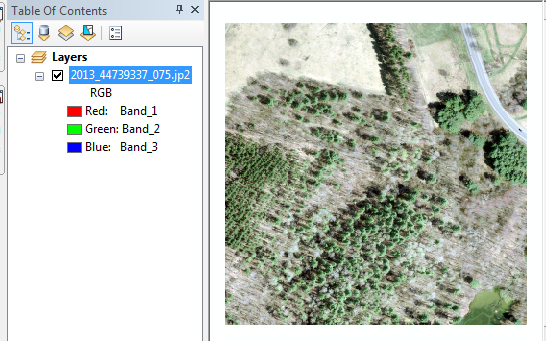 Table Of Contents
Layers
2013_44739337_075.jp2
RGB
Red: Band_1
Green: Band_2
Blue: Band_3